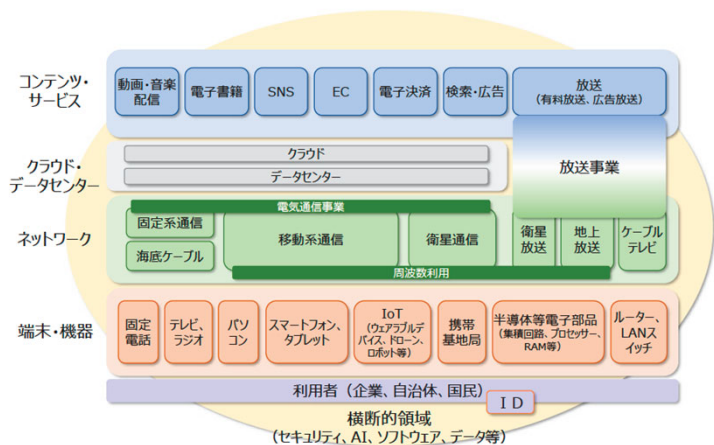 コンテンツ・
サービス
動画・音楽
配信
電子書籍
SNS
EC
電子決済
検索・広告
放送
(有料放送、広告放送)
クラウド・
データセンター
クラウド
データセンター
放送事業
ネットワーク
電気通信事業
固定系通信
海底ケーブル
移動系通信
衛星通信
衛星
放送
地上
放送
ケーブル
テレビ
周波数利用
端末・機器
固定
電話
テレビ、
ラジオ
パソ
コン
スマートフォン、
タブレット
IoT
(ウェアラブルデ
バイス、ドローン、
ロボット等)
携帯
基地局
半導体等電子部品
(集積回路、プロセッサー、
RAM等)
ルーター、
LANスイ
ッチ
利用者(企業、自治体、国民)
ID
横断的領域
(セキュリティ、AI、ソフトウェア、データ等)